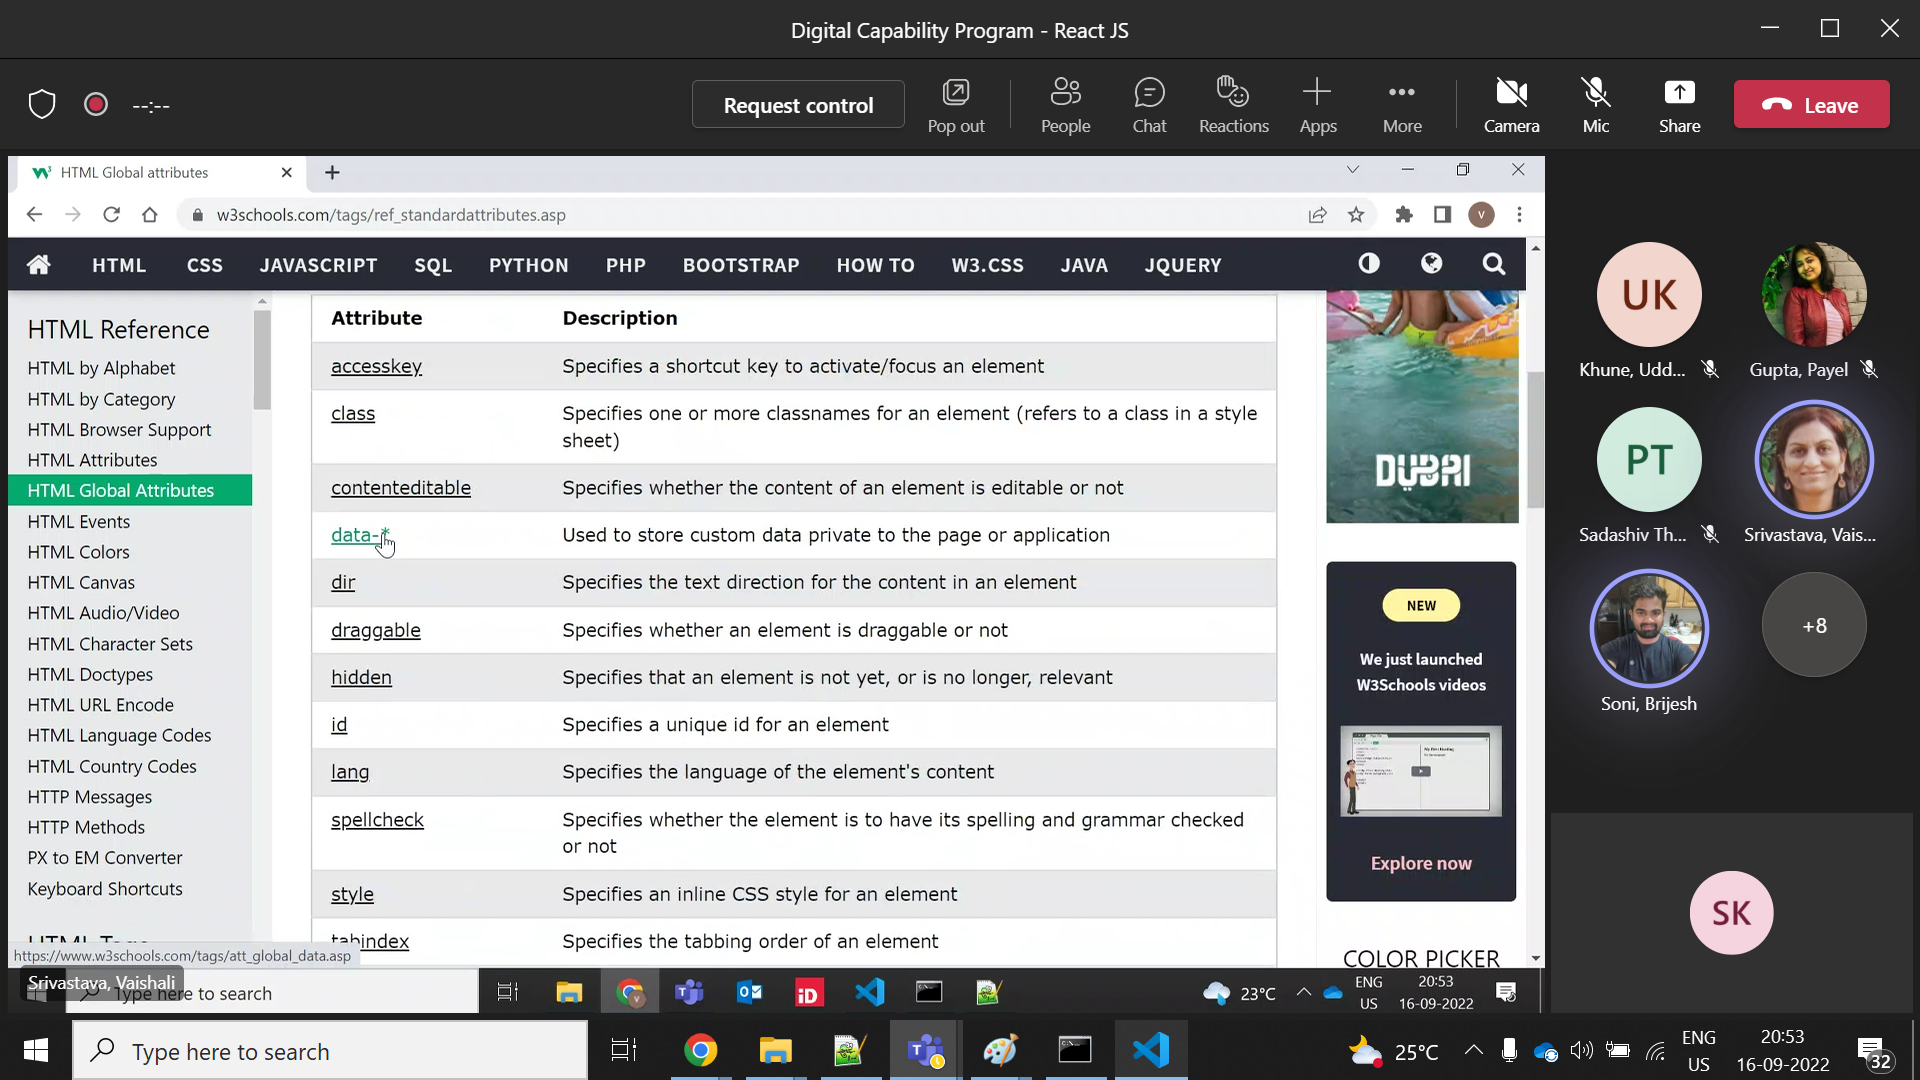 Digital Capability Program - React JS
--:--
Request control
Pop out
People
Chat
Reactions
Apps
More
Camera
Mic
Share
Leave
HTML Global attributes
w3schools.com/tags/ref_standardattributes.asp
V
HTML
CSS
JAVASCRIPT
SQL
PYTHON
PHP
BOOTSTRAP
HOW TO
W3.CSS
JAVA
JQUERY
HTML Reference
HTML by Alphabet
HTML by Category
HTML Browser Support
HTML Attributes
HTML Global Attributes
HTML Events
HTML Colors
HTML Canvas
HTML Audio/Video
HTML Character Sets
HTML Doctypes
HTML URL Encode
HTML Language Codes
HTML Country Codes
HTTP Messages
HTTP Methods
PX to EM Converter
Keyboard Shortcuts
HTML Tags
Attribute Description
accesskey Specifies a shortcut key to activate/focus an element
class Specifies one or more classnames for an element (refers to a class in a style
sheet)
contenteditable Specifies whether the content of an element is editable or not
data-* Used to store custom data private to the page or application
dir Specifies the text direction for the content in an element
draggable Specifies whether an element is draggable or not
hidden Specifies that an element is not yet, or is no longer, relevant
id Specifies a unique id for an element
lang Specifies the language of the element's content
spellcheck Specifies whether the element is to have its spelling and grammar checked
or not
style Specifies an inline CSS style for an element
tabindex Specifies the tabbing order of an element
https://www.w3schools.com/tags/att_global_data.asp
DUBAI
NEW
We just launched
W3Schools videos
Explore now
COLOR PICKER
UK
Khune, Udd...
Gupta, Payel
PT
Sadashiv Th...
Srivastava, Vais...
Soni, Brijesh
+8
SK
Srivastava, Vaishali
Type here to search
iD
23°C
ENG
US
20:53
16-09-2022
Type here to search
25°C
ENG
US
20:53
16-09-2022
32